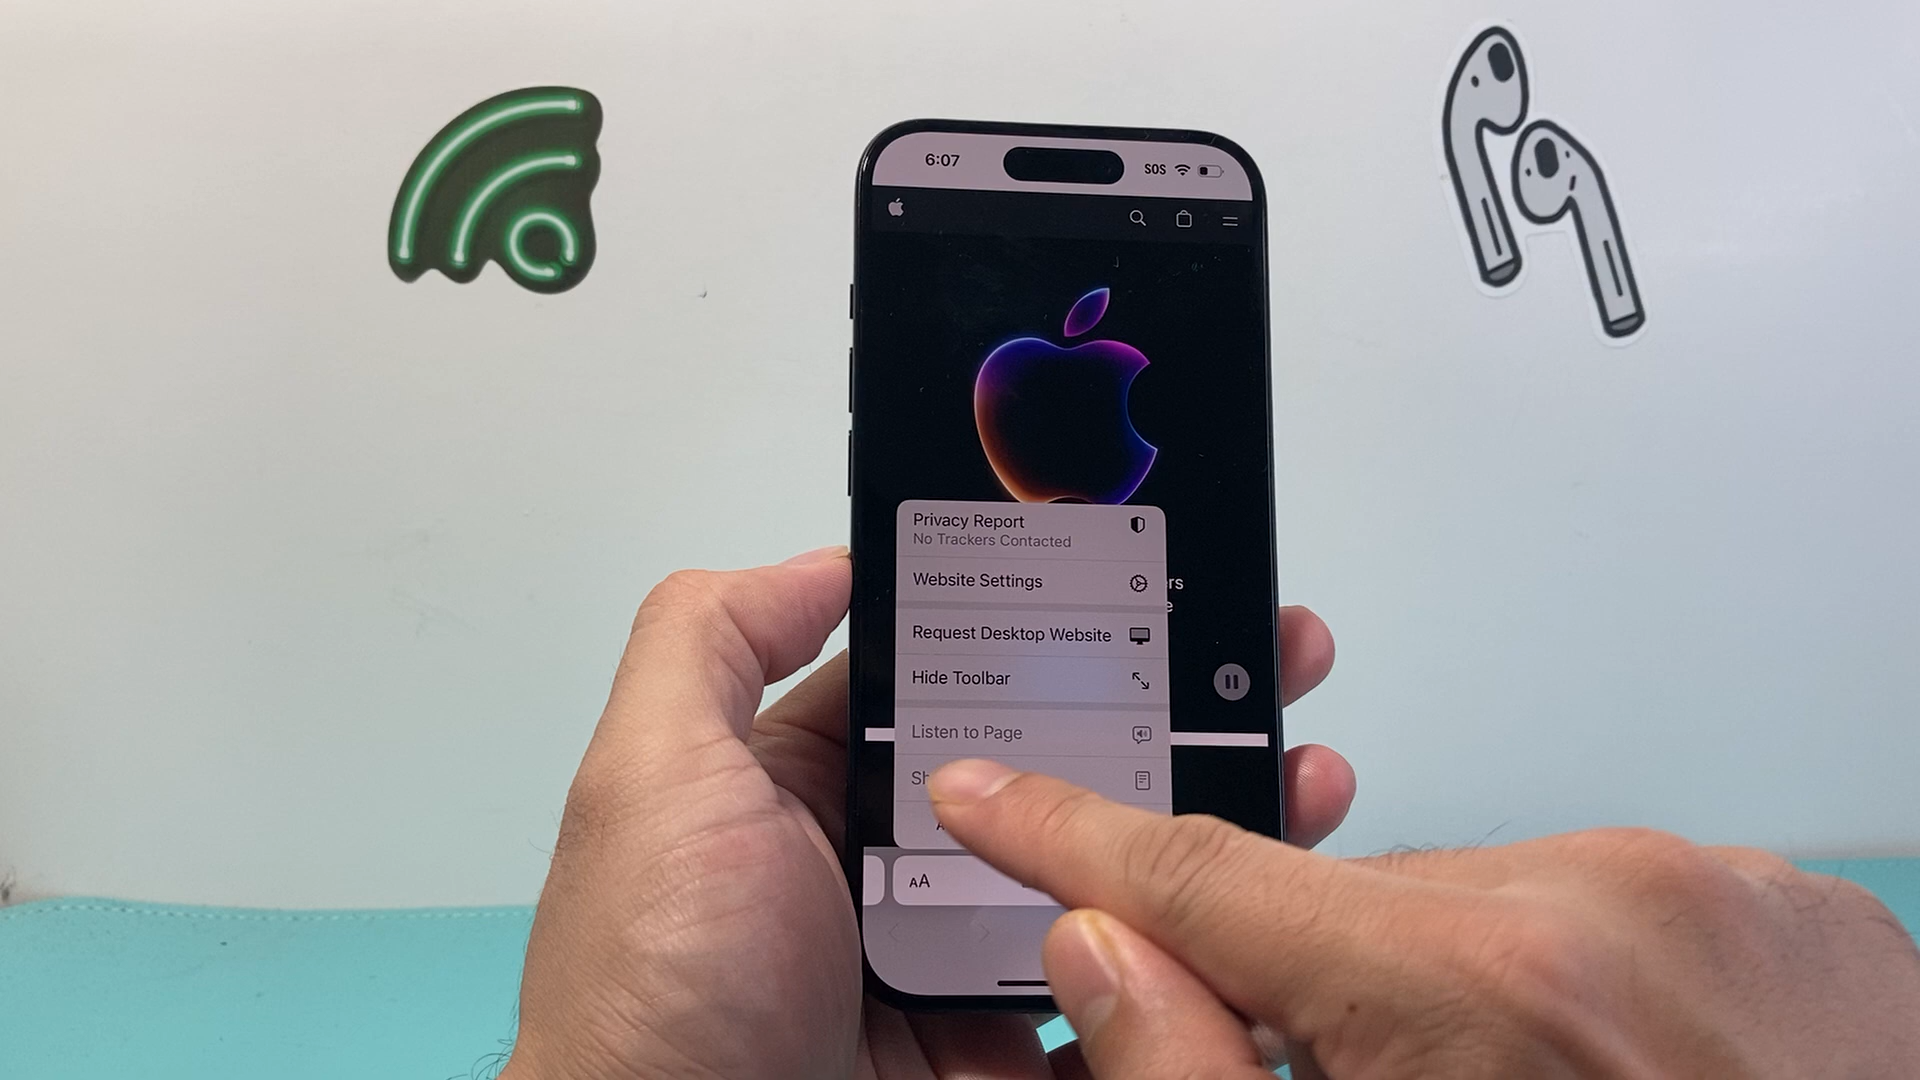 6:07
SOS
Privacy Report
No Trackers Contacted
Website Settings
Request Desktop Website
Hide Toolbar
Listen to Page
AA